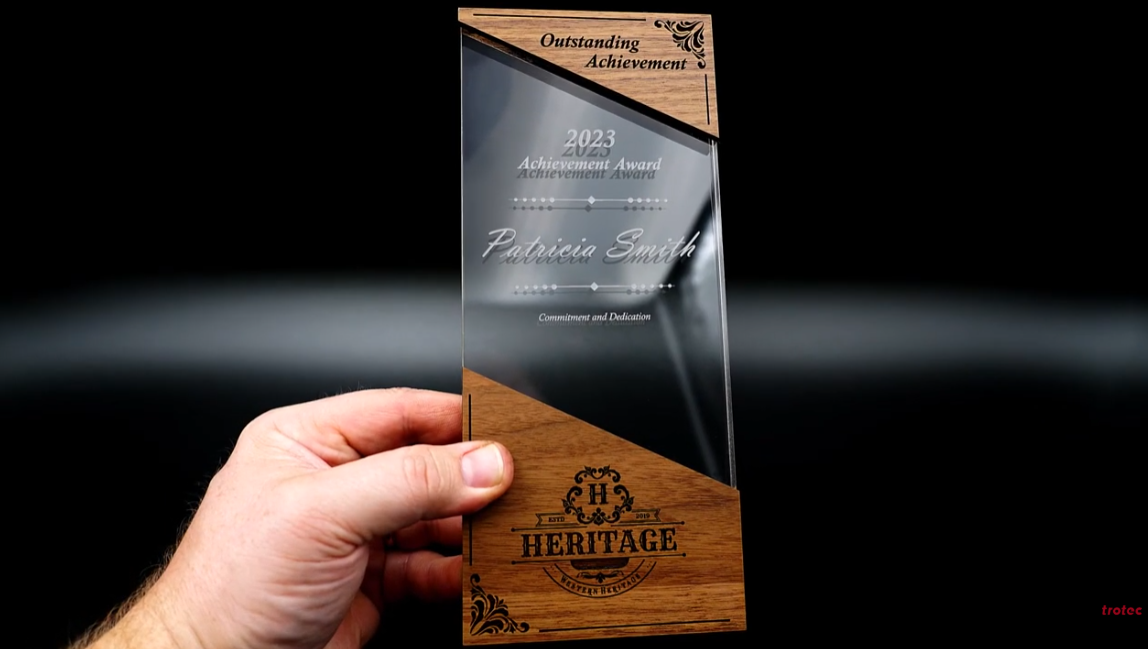 Outstanding
Achievement
2023
Achievement Award
Patricia Smith
Commitment and Dedication
H
ESTD 2019
HERITAGE
WESTERN HERITAGE
trotec